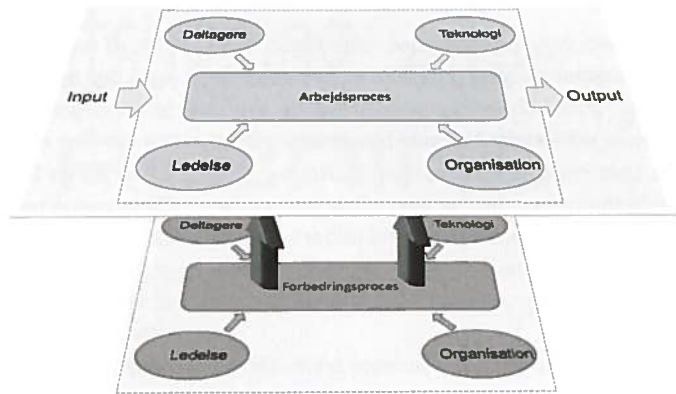 Deltagere
Teknologi
Input
Arbejdsproces
Output
Ledelse
Organisation
Deltagere
Teknologi
Forbedringsproces
Ledelse
Organisation